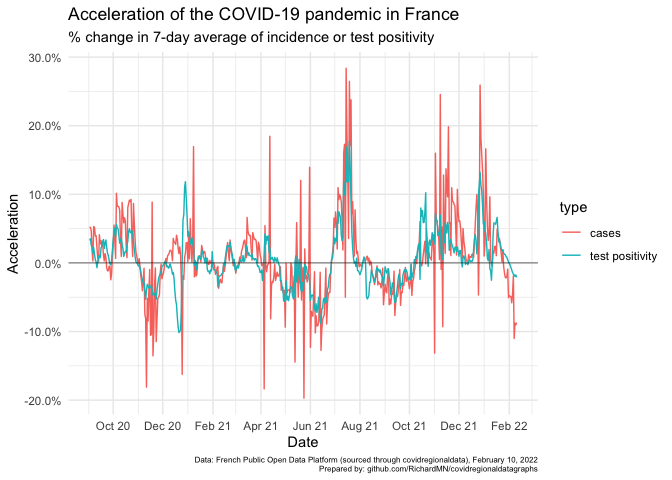 Acceleration of the COVID-19 pandemic in France
% change in 7-day average of incidence or test positivity
30.0%
20.0%
10.0%
0.0%
-10.0%
-20.0%
Acceleration
Oct 20 Dec 20 Feb 21 Apr 21 Jun 21 Aug 21 Oct 21 Dec 21 Feb 22
Date
type
cases
test positivity
Data: French Public Open Data Platform (sourced through covidregionaldata), February 10, 2022
Prepared by: github.com/RichardMN/covidregionaldatagraphs